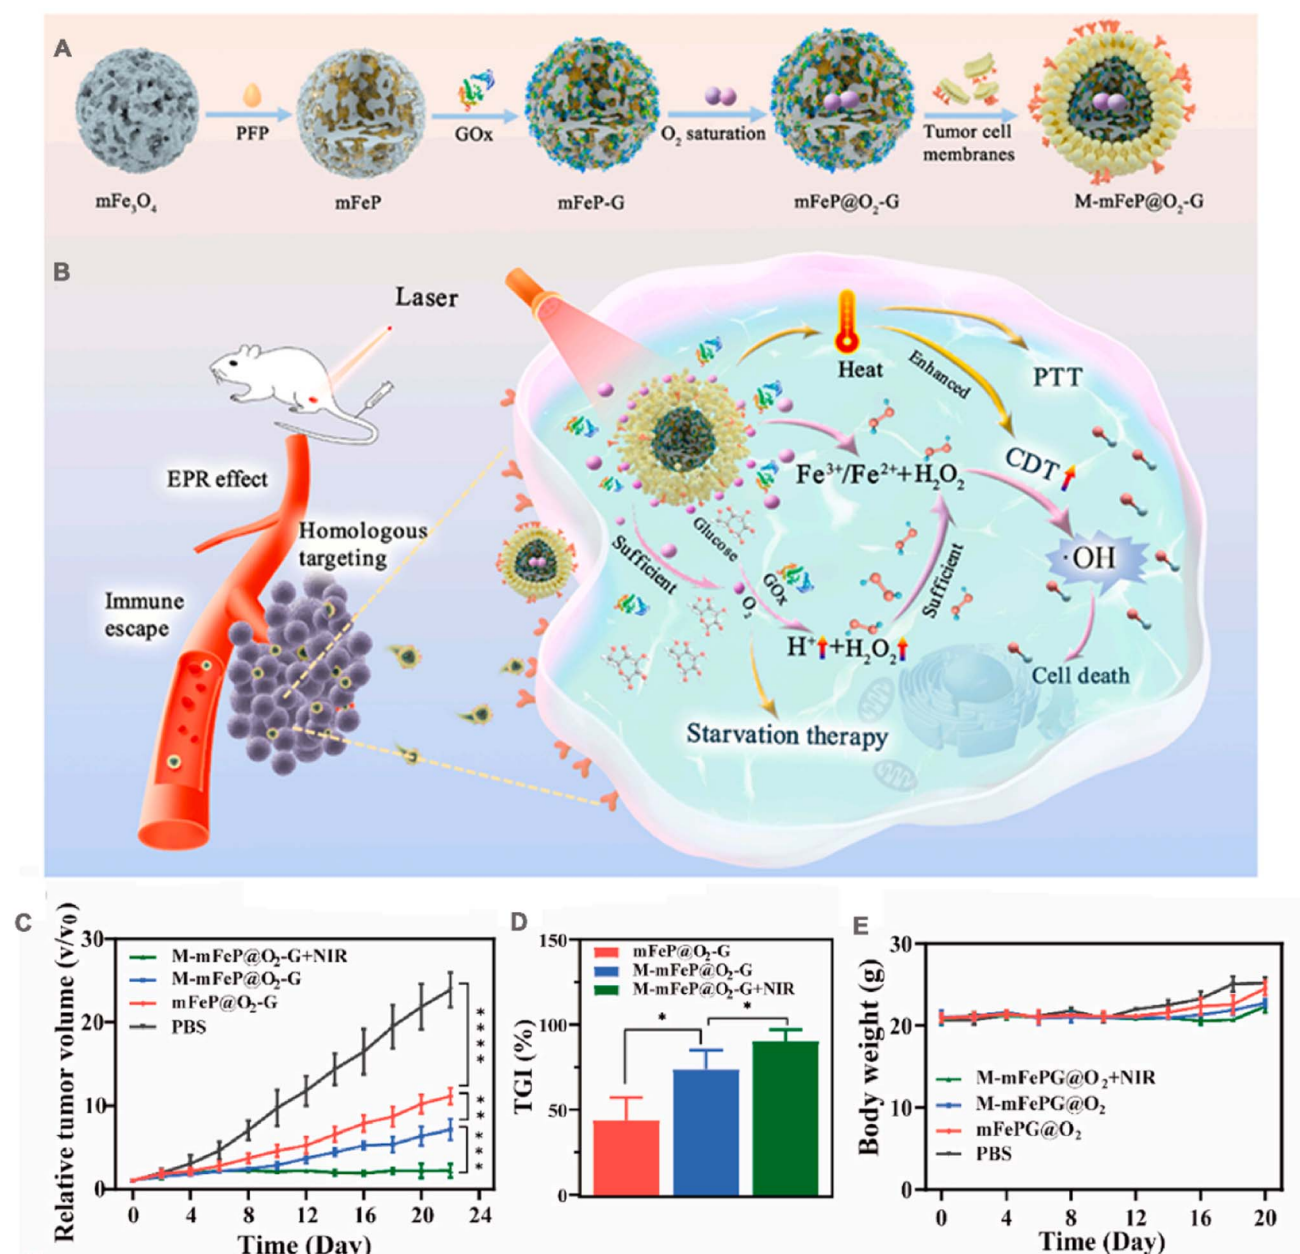 A
PFP
GOx
O₂ saturation
Tumor cell
membranes
mFe₃O₄
mFeP
mFeP-G
mFeP@O₂-G
M-mFeP@O₂-G
B
Laser
EPR effect
Homologous
targeting
Immune
escape
Heat
Enhanced
PTT
CDT
Fe³⁺/Fe²⁺+H₂O₂
Glucose
Sufficient
O₂
GOx
Sufficient
·OH
H⁺ +H₂O₂
Cell death
Starvation therapy
C
Relative tumor volume (v/v₀)
30
20
10
0
M-mFeP@O₂-G+NIR
M-mFeP@O₂-G
mFeP@O₂-G
PBS
****
**
***
0 4 8 12 16 20 24
Time (Day)
D
TGI (%)
150
100
50
0
mFeP@O₂-G
M-mFeP@O₂-G
M-mFeP@O₂-G+NIR
*
*
E
Body weight (g)
30
20
10
0
M-mFePG@O₂+NIR
M-mFePG@O₂
mFePG@O₂
PBS
0 4 8 12 16 20
Time (Day)